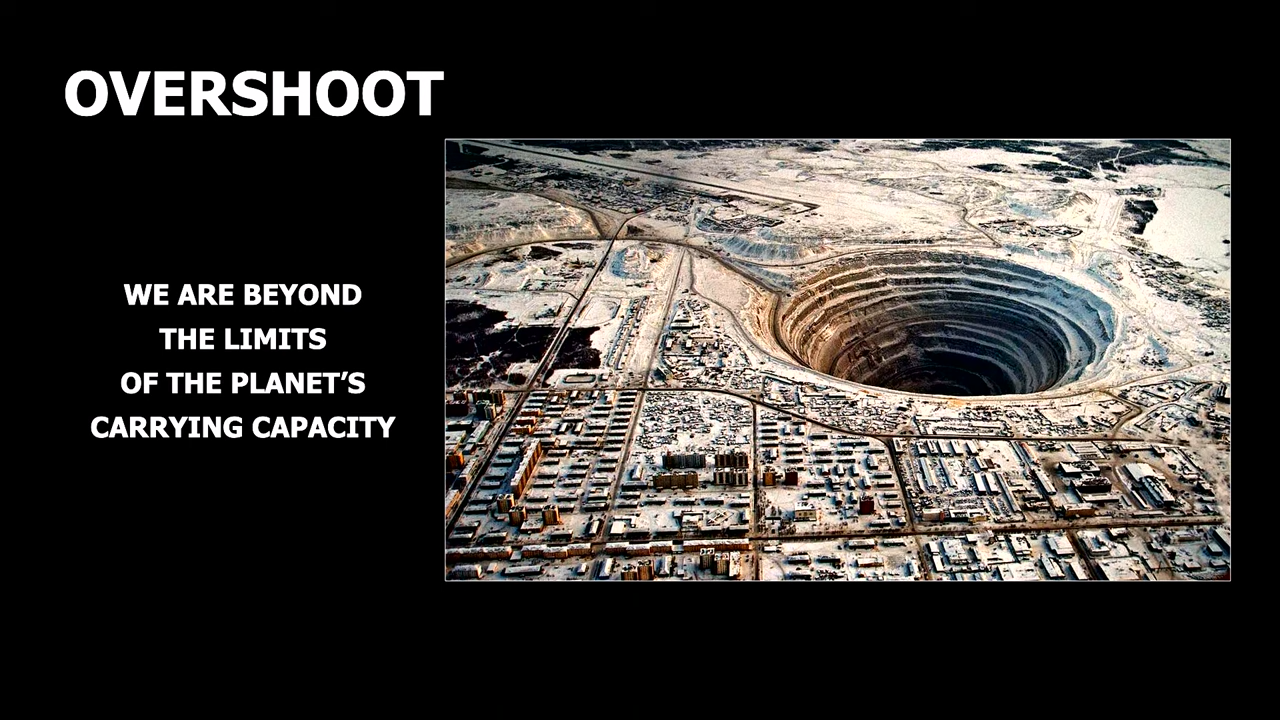 OVERSHOOT
WE ARE BEYOND
THE LIMITS
OF THE PLANET’S
CARRYING CAPACITY